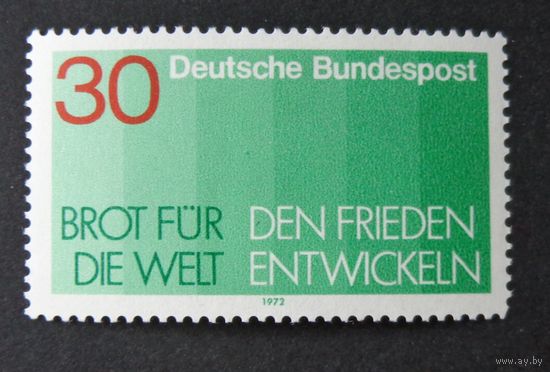 30 Deutsche Bundespost
BROT FÜR DEN FRIEDEN
DIE WELT ENTWICKELN
1972
www.ay.by